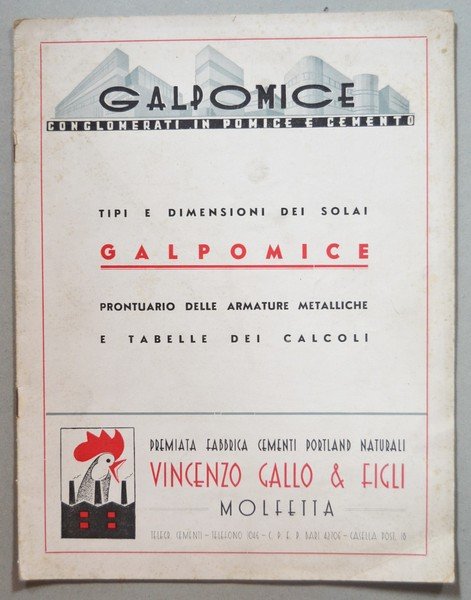 GALPOMICE
CONGLOMERATI IN POMICE E CEMENTO
TIPI E DIMENSIONI DEI SOLAI
GALPOMICE
PRONTUARIO DELLE ARMATURE METALLICHE
E TABELLE DEI CALCOLI
PREMIATA FABBRICA CEMENTI PORTLAND NATURALI
VINCENZO GALLO & FIGLI
MOLFETTA
TELEGR. CEMENTI - TELEFONO 1046 - C. P. E. P. BARI 42706 - CASELLA POST. 18